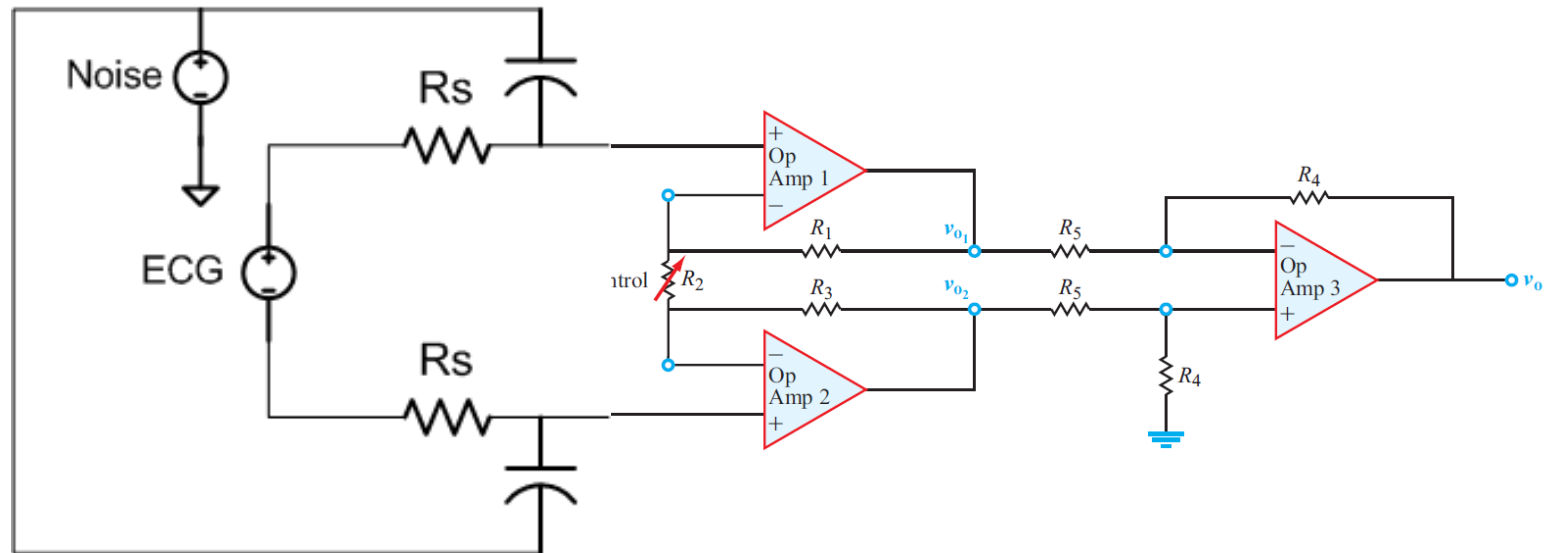 Noise
+
-
Rs
ECG
+
-
Rs
+
Op
Amp 1
−
R1
vo1
R5
R4
ntrol
R2
R3
vo2
R5
−
Op
Amp 3
+
vo
−
Op
Amp 2
+
R4